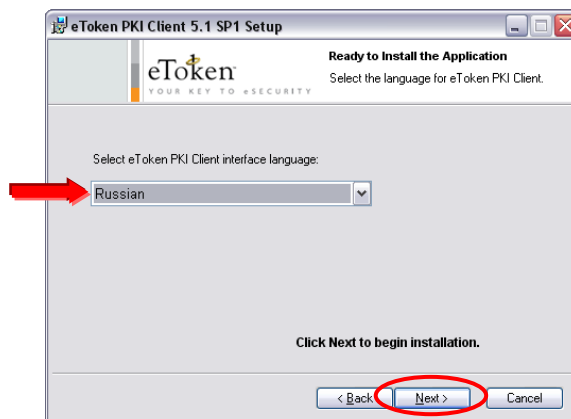 eToken PKI Client 5.1 SP1 Setup
eToken
YOUR KEY TO eSECURITY
Ready to Install the Application
Select the language for eToken PKI Client.
Select eToken PKI Client interface language:
Russian
Click Next to begin installation.
< Back
Next >
Cancel